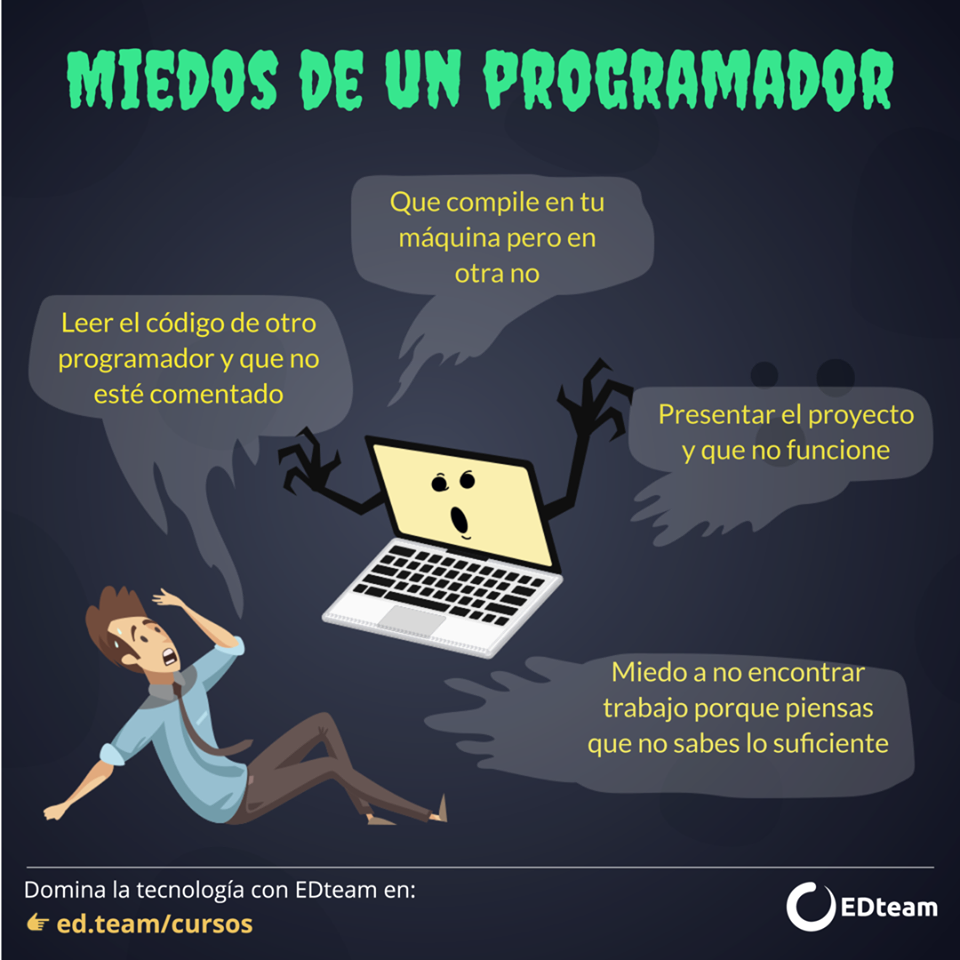 MIEDOS DE UN PROGRAMADOR
Que compile en tu
máquina pero en
otra no
Leer el código de otro
programador y que no
esté comentado
Presentar el proyecto
y que no funcione
Miedo a no encontrar
trabajo porque piensas
que no sabes lo suficiente
Domina la tecnología con EDteam en:
ed.team/cursos
EDteam